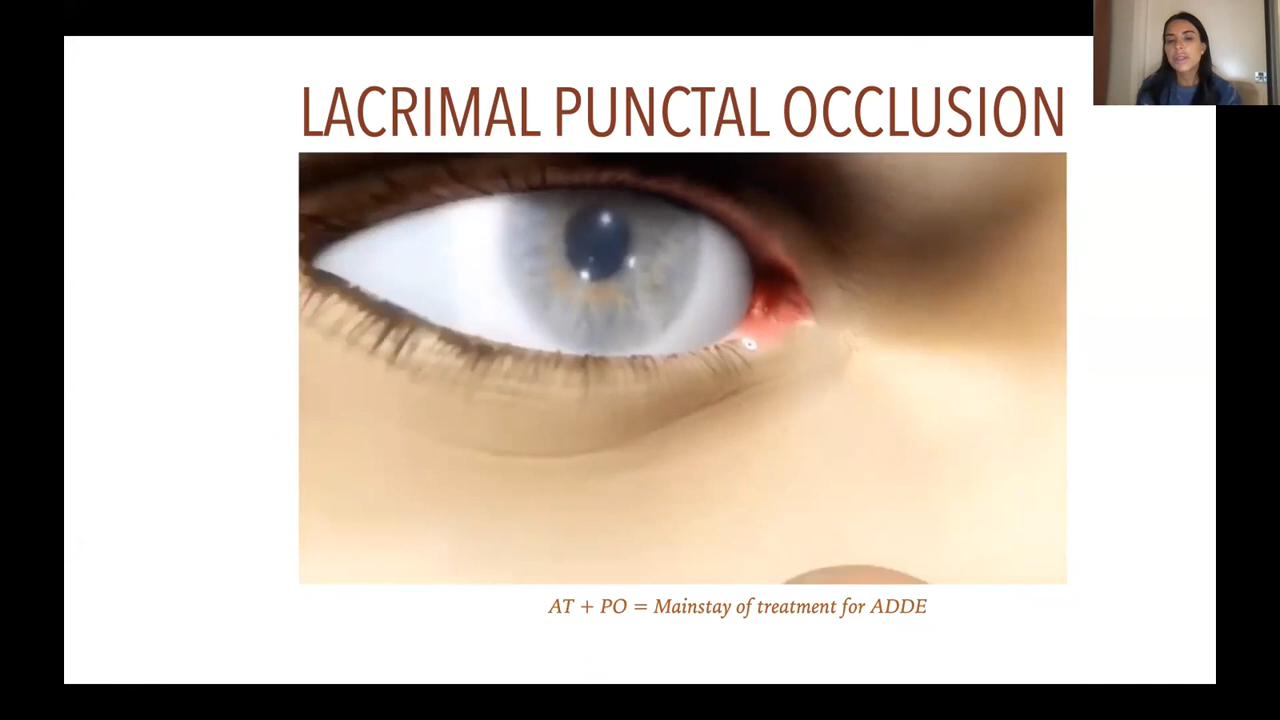 LACRIMAL PUNCTAL OCCLUSION
AT + PO = Mainstay of treatment for ADDE